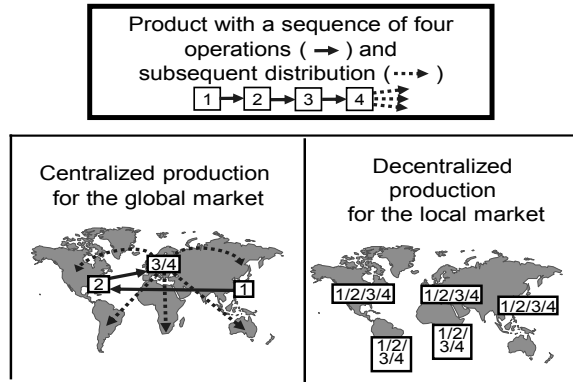 Product with a sequence of four
operations ( → ) and
subsequent distribution ( ⇢ )
1 → 2 → 3 → 4
Centralized production
for the global market
3/4
2
1
Decentralized
production
for the local market
1/2/3/4
1/2/3/4
1/2/3/4
1/2/
3/4
1/2/
3/4